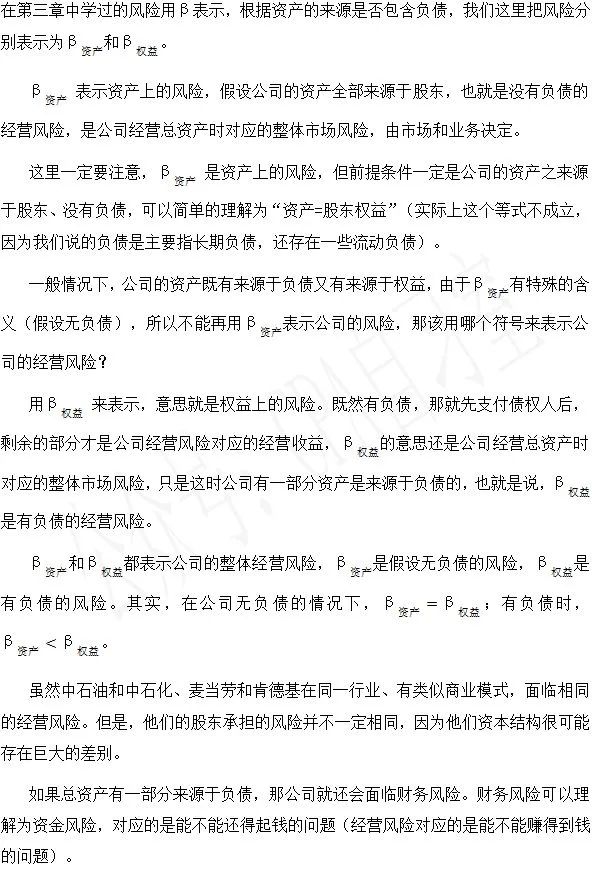 在第三章中学过的风险用β表示，根据资产的来源是否包含负债，我们这里把风险分
别表示为β资产和β权益。
β资产 表示资产上的风险，假设公司的资产全部来源于股东，也就是没有负债的
经营风险，是公司经营总资产时对应的整体市场风险，由市场和业务决定。
这里一定要注意，β资产 是资产上的风险，但前提条件一定是公司的资产之来源
于股东、没有负债，可以简单的理解为“资产=股东权益”（实际上这个等式不成立，
因为我们说的负债是主要指长期负债，还存在一些流动负债）。
一般情况下，公司的资产既有来源于负债又有来源于权益，由于β资产有特殊的含
义（假设无负债），所以不能再用β资产表示公司的风险，那该用哪个符号来表示公
司的经营风险？
用β权益 来表示，意思就是权益上的风险。既然有负债，那就先支付债权人后，
剩余的部分才是公司经营风险对应的经营收益，β权益的意思还是公司经营总资产时
对应的整体市场风险，只是这时公司有一部分资产是来源于负债的，也就是说，β权益
是有负债的经营风险。
β资产和β权益都表示公司的整体经营风险，β资产是假设无负债的风险，β权益是
有负债的风险。其实，在公司无负债的情况下，β资产＝β权益；有负债时，
β资产＜β权益。
虽然中石油和中石化、麦当劳和肯德基在同一行业、有类似商业模式，面临相同
的经营风险。但是，他们的股东承担的风险并不一定相同，因为他们资本结构很可能
存在巨大的差别。
如果总资产有一部分来源于负债，那公司就还会面临财务风险。财务风险可以理
解为资金风险，对应的是能不能还得起钱的问题（经营风险对应的是能不能赚得到钱
的问题）。